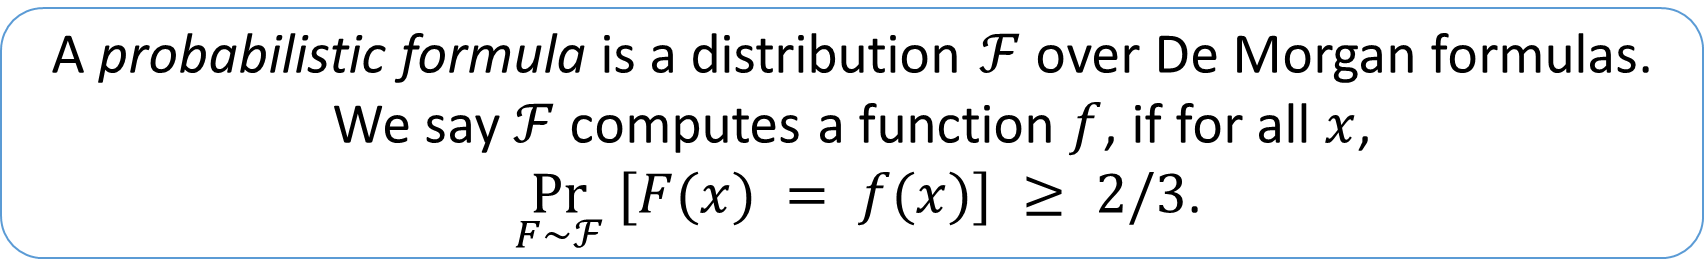 A probabilistic formula is a distribution ℱ over De Morgan formulas.
We say ℱ computes a function 𝑓, if for all 𝑥,
Pr_{𝐹~ℱ} [𝐹(𝑥) = 𝑓(𝑥)] ≥ 2/3.